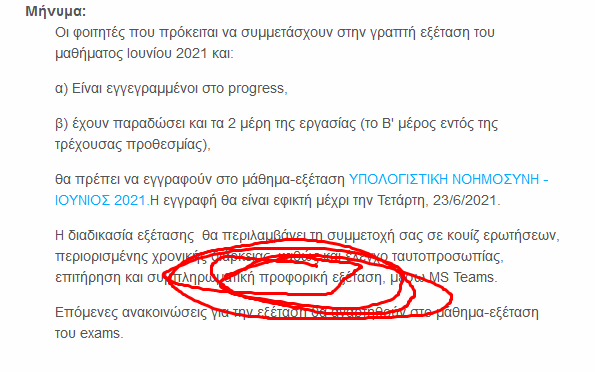 Μήνυμα:
Οι φοιτητές που πρόκειται να συμμετάσχουν στην γραπτή εξέταση του
μαθήματος Ιουνίου 2021 και:
α) Είναι εγγεγραμμένοι στο progress,
β) έχουν παραδώσει και τα 2 μέρη της εργασίας (το Β' μέρος εντός της
τρέχουσας προθεσμίας),
θα πρέπει να εγγραφούν στο μάθημα-εξέταση ΥΠΟΛΟΓΙΣΤΙΚΗ ΝΟΗΜΟΣΥΝΗ -
ΙΟΥΝΙΟΣ 2021.Η εγγραφή θα είναι εφικτή μέχρι την Τετάρτη, 23/6/2021.
Η διαδικασία εξέτασης θα περιλαμβάνει τη συμμετοχή σας σε κουίζ ερωτήσεων,
περιορισμένης χρονικής διάρκειας, καθώς και έλεγχο ταυτοπροσωπίας,
επιτήρηση και συμπληρωματική προφορική εξέταση, μέσω MS Teams.
Επόμενες ανακοινώσεις για την εξέταση θα αναρτηθούν στο μάθημα-εξέταση
του exams.